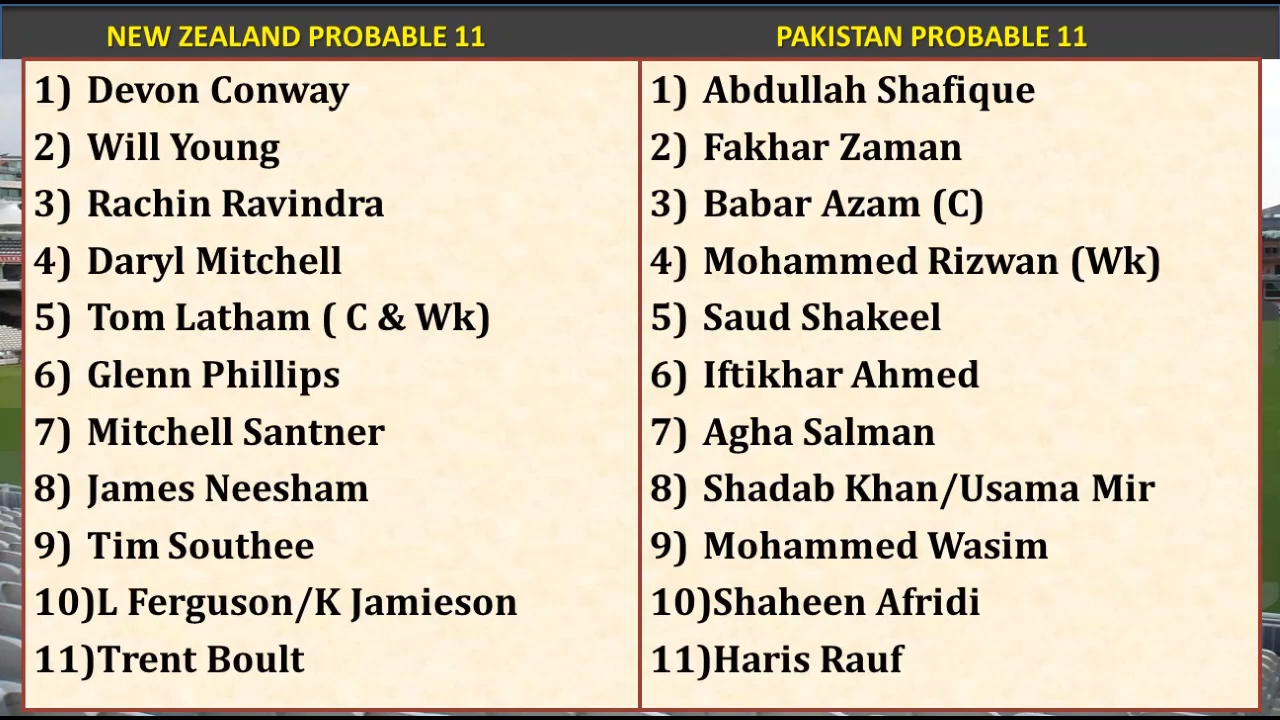 NEW ZEALAND PROBABLE 11
1) Devon Conway
2) Will Young
3) Rachin Ravindra
4) Daryl Mitchell
5) Tom Latham ( C & Wk)
6) Glenn Phillips
7) Mitchell Santner
8) James Neesham
9) Tim Southee
10)L Ferguson/K Jamieson
11)Trent Boult
PAKISTAN PROBABLE 11
1) Abdullah Shafique
2) Fakhar Zaman
3) Babar Azam (C)
4) Mohammed Rizwan (Wk)
5) Saud Shakeel
6) Iftikhar Ahmed
7) Agha Salman
8) Shadab Khan/Usama Mir
9) Mohammed Wasim
10)Shaheen Afridi
11)Haris Rauf